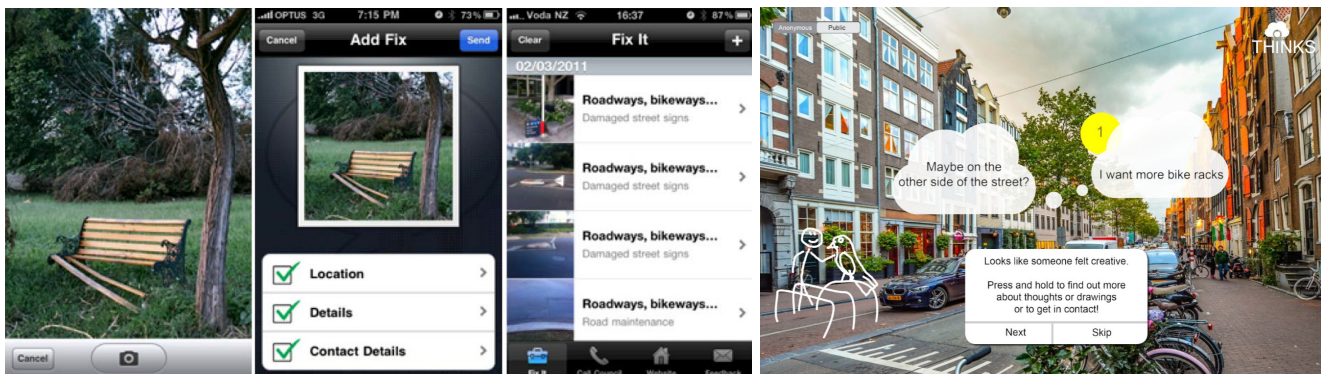 Cancel
OPTUS 3G 7:15 PM 73%
Cancel Add Fix Send
Location
Details
Contact Details
Voda NZ 16:37 87%
Clear Fix It +
02/03/2011
Roadways, bikeways...
Damaged street signs
Roadways, bikeways...
Damaged street signs
Roadways, bikeways...
Damaged street signs
Roadways, bikeways...
Road maintenance
Fix It Call Council Website Feedback
Anonymous Public
THINKS
1
Maybe on the
other side of the street?
I want more bike racks
Looks like someone felt creative.
Press and hold to find out more
about thoughts or drawings
or to get in contact!
Next Skip